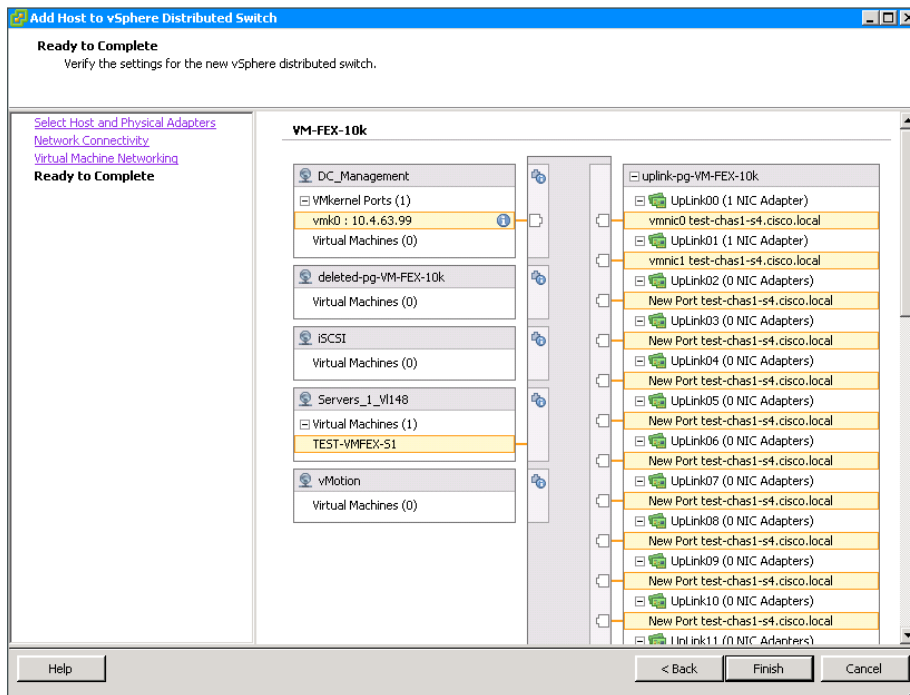 Add Host to vSphere Distributed Switch
Ready to Complete
Verify the settings for the new vSphere distributed switch.
Select Host and Physical Adapters
Network Connectivity
Virtual Machine Networking
Ready to Complete
VM-FEX-10k
DC_Management
VMkernel Ports (1)
vmk0 : 10.4.63.99
Virtual Machines (0)
deleted-pg-VM-FEX-10k
Virtual Machines (0)
iSCSI
Virtual Machines (0)
Servers_1_Vl148
Virtual Machines (1)
TEST-VMFEX-S1
vMotion
Virtual Machines (0)
uplink-pg-VM-FEX-10k
UpLink00 (1 NIC Adapter)
vmnic0 test-chas1-s4.cisco.local
UpLink01 (1 NIC Adapter)
vmnic1 test-chas1-s4.cisco.local
UpLink02 (0 NIC Adapters)
New Port test-chas1-s4.cisco.local
UpLink03 (0 NIC Adapters)
New Port test-chas1-s4.cisco.local
UpLink04 (0 NIC Adapters)
New Port test-chas1-s4.cisco.local
UpLink05 (0 NIC Adapters)
New Port test-chas1-s4.cisco.local
UpLink06 (0 NIC Adapters)
New Port test-chas1-s4.cisco.local
UpLink07 (0 NIC Adapters)
New Port test-chas1-s4.cisco.local
UpLink08 (0 NIC Adapters)
New Port test-chas1-s4.cisco.local
UpLink09 (0 NIC Adapters)
New Port test-chas1-s4.cisco.local
UpLink10 (0 NIC Adapters)
New Port test-chas1-s4.cisco.local
UpLink11 (0 NIC Adapters)
Help
< Back
Finish
Cancel